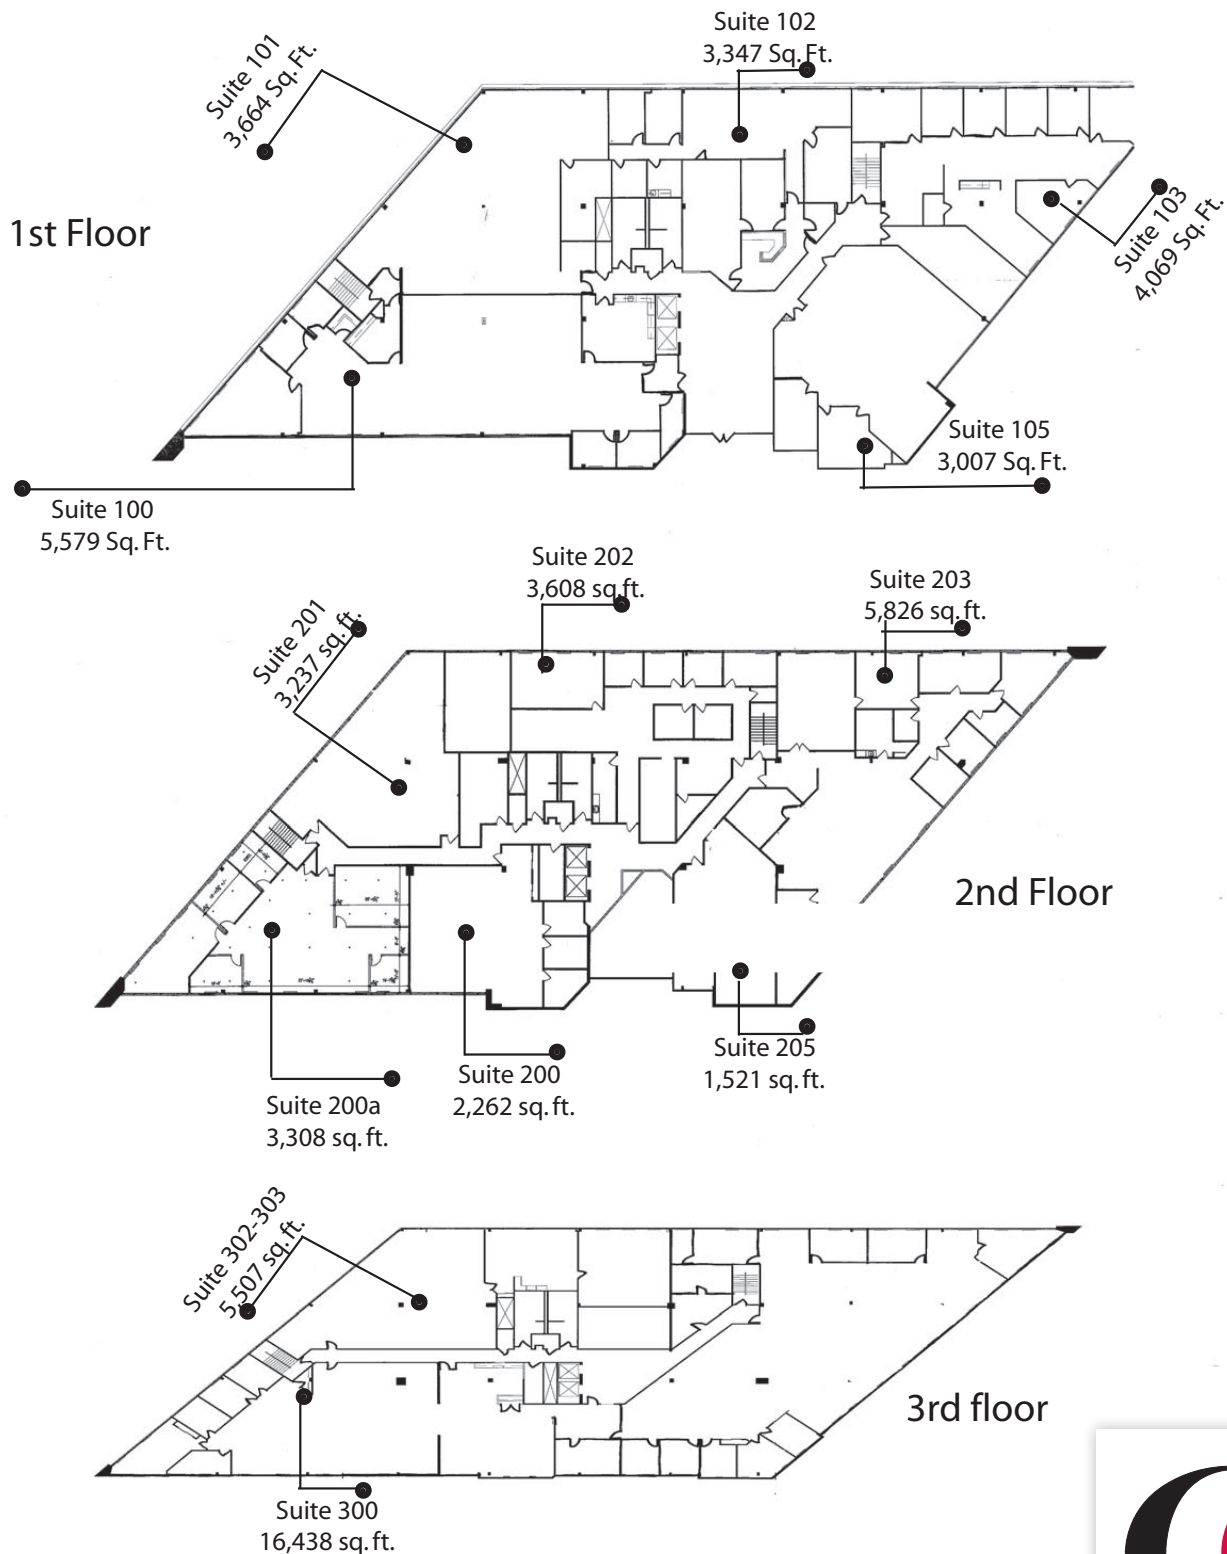 Suite 102
3,347 Sq. Ft.
Suite 101
3,664 Sq. Ft.
1st Floor
Suite 103
4,069 Sq. Ft.
Suite 105
3,007 Sq. Ft.
Suite 100
5,579 Sq. Ft.
Suite 202
3,608 sq.ft.
Suite 203
5,826 sq.ft.
Suite 201
3,237 sq.ft.
2nd Floor
Suite 205
1,521 sq.ft.
Suite 200
2,262 sq.ft.
Suite 200a
3,308 sq.ft.
Suite 302-303
5,507 sq.ft.
3rd floor
Suite 300
16,438 sq.ft.